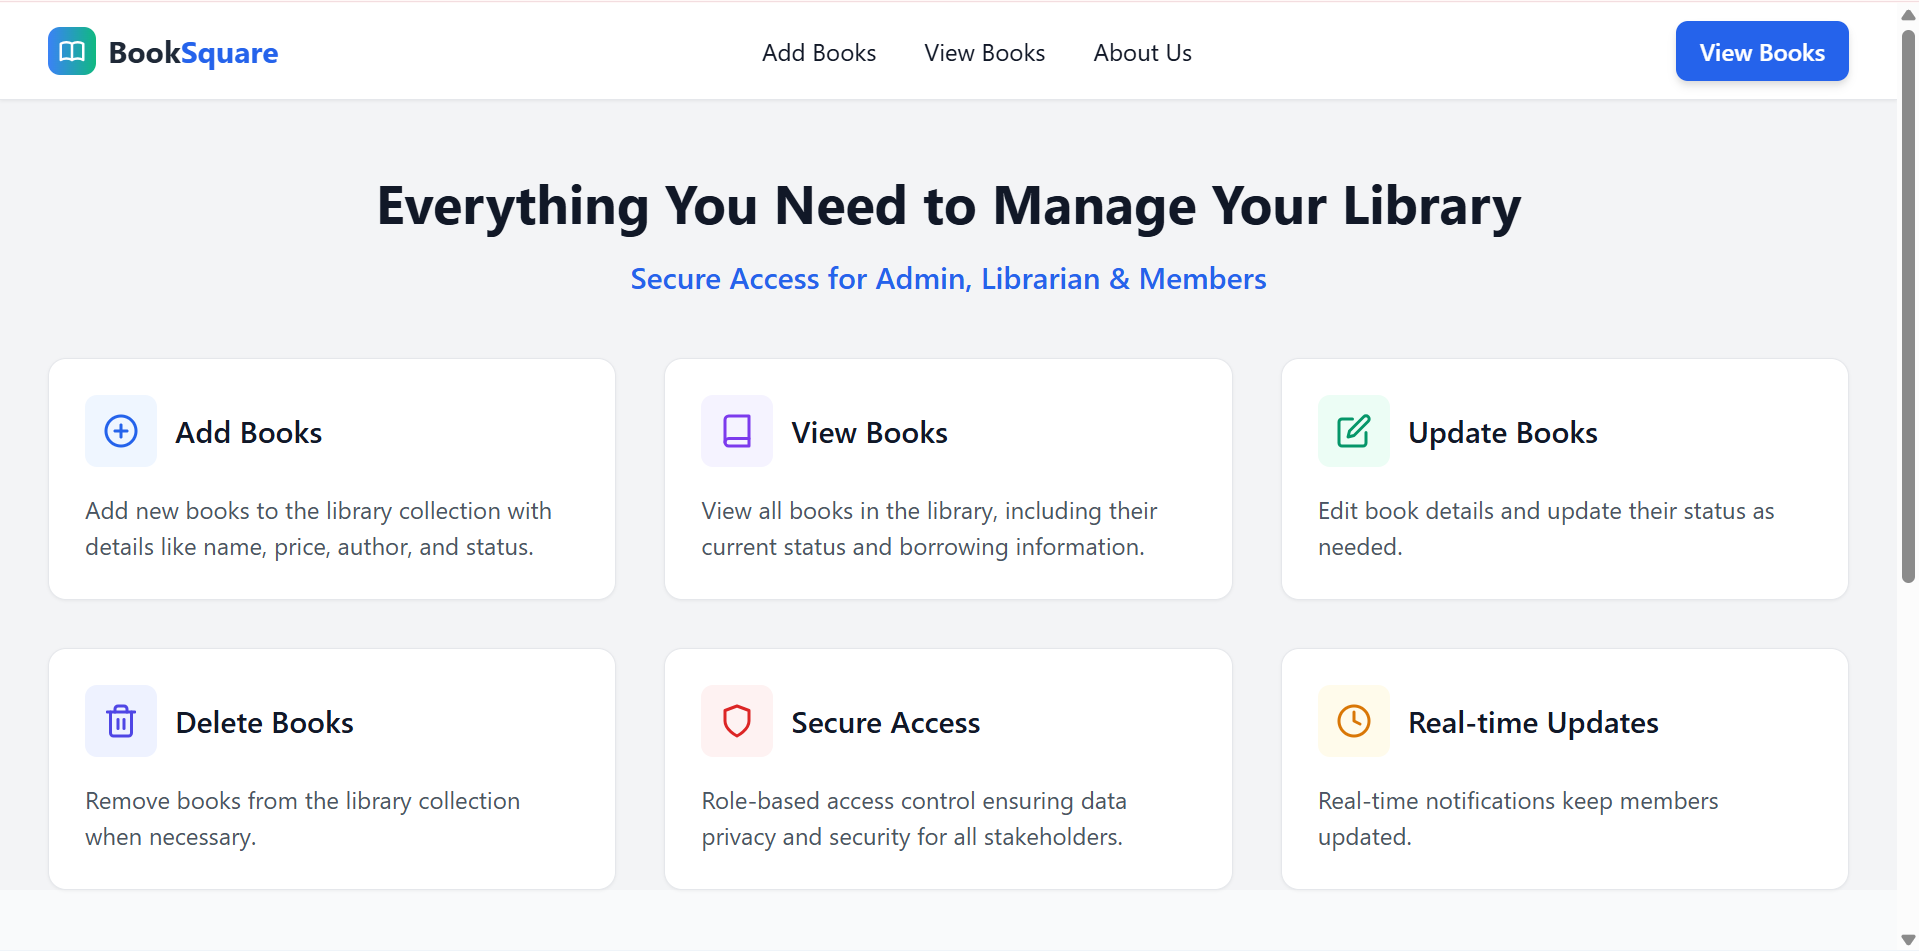 BookSquare
Add Books
View Books
About Us
View Books
Everything You Need to Manage Your Library
Secure Access for Admin, Librarian & Members
Add Books
Add new books to the library collection with
details like name, price, author, and status.
View Books
View all books in the library, including their
current status and borrowing information.
Update Books
Edit book details and update their status as
needed.
Delete Books
Remove books from the library collection
when necessary.
Secure Access
Role-based access control ensuring data
privacy and security for all stakeholders.
Real-time Updates
Real-time notifications keep members
updated.